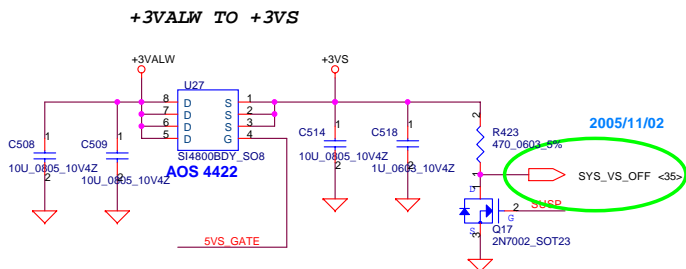 +3VALW TO +3VS
+3VALW
+3VS
U27
8 D S 1
7 D S 2
6 D S 3
5 D G 4
SI4800BDY_SO8
AOS 4422
C508
1
2
10U_0805_10V4Z
C509
1
2
10U_0805_10V4Z
C514
1
2
10U_0805_10V4Z
C518
1
2
1U_0603_10V4Z
2
R423
470_0603_5%
1
2005/11/02
SYS_VS_OFF <35>
D 1
SUSP
2
G
S 3
Q17
2N7002_SOT23
5VS_GATE